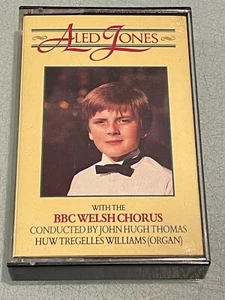 ALED JONES
WITH THE
BBC WELSH CHORUS
CONDUCTED BY JOHN HUGH THOMAS
HUW TREGELLES WILLIAMS (ORGAN)